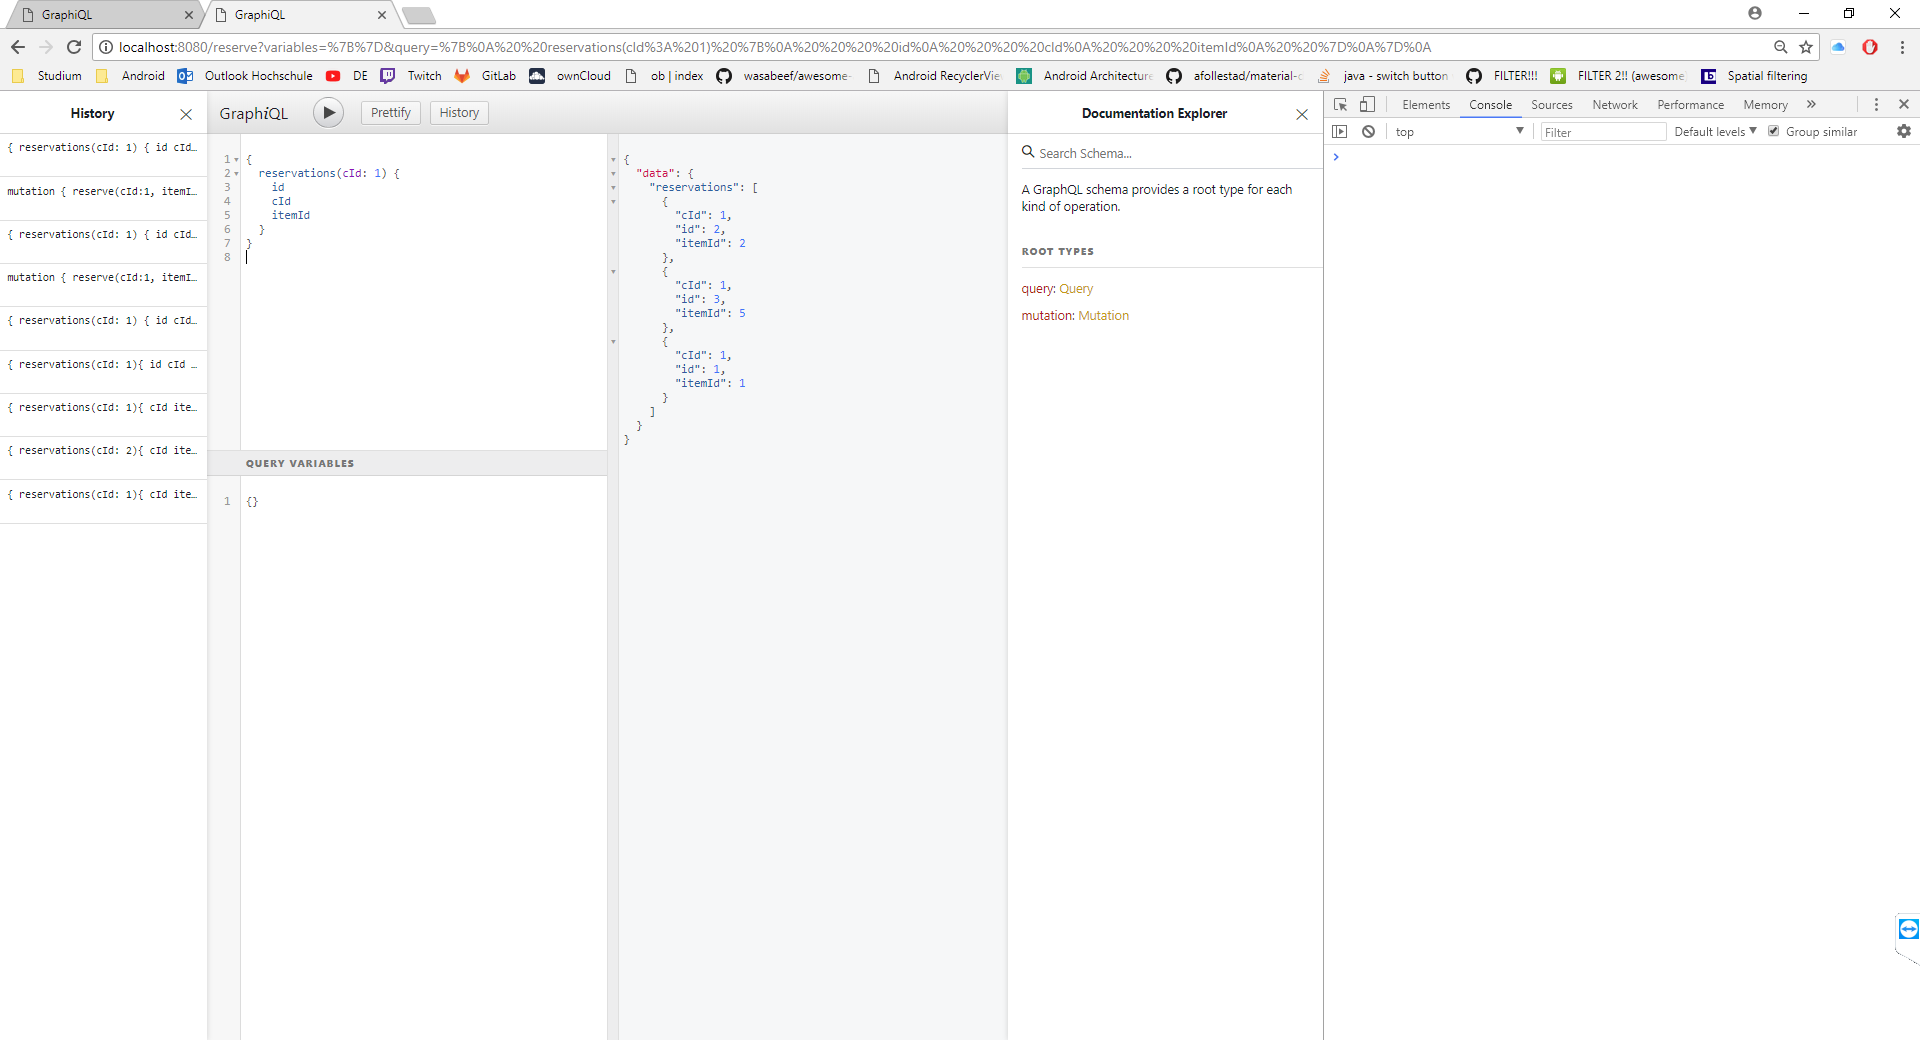 GraphiQL
GraphiQL
localhost:8080/reserve?variables=%7B%7D&query=%7B%0A%20%20reservations(cId%3A%201)%20%7B%0A%20%20%20%20id%0A%20%20%20%20cId%0A%20%20%20%20itemId%0A%20%20%7D%0A%7D%0A
Studium Android Outlook Hochschule DE Twitch GitLab ownCloud ob | index wasabeef/awesome- Android RecyclerVie Android Architecture afollestad/material-c java - switch button FILTER!!! FILTER 2!! (awesome Spatial filtering
History
{ reservations(cId: 1) { id cId…
mutation { reserve(cId:1, itemI…
{ reservations(cId: 1) { id cId…
mutation { reserve(cId:1, itemI…
{ reservations(cId: 1) { id cId…
{ reservations(cId: 1){ id cId …
{ reservations(cId: 1){ cId ite…
{ reservations(cId: 2){ cId ite…
{ reservations(cId: 1){ cId ite…
GraphiQL Prettify History
1 {
2 reservations(cId: 1) {
3 id
4 cId
5 itemId
6 }
7 }
8
QUERY VARIABLES
1 {}
{
"data": {
"reservations": [
{
"cId": 1,
"id": 2,
"itemId": 2
},
{
"cId": 1,
"id": 3,
"itemId": 5
},
{
"cId": 1,
"id": 1,
"itemId": 1
}
]
}
}
Documentation Explorer
Search Schema...
A GraphQL schema provides a root type for each
kind of operation.
ROOT TYPES
query: Query
mutation: Mutation
Elements Console Sources Network Performance Memory »
top Filter Default levels Group similar